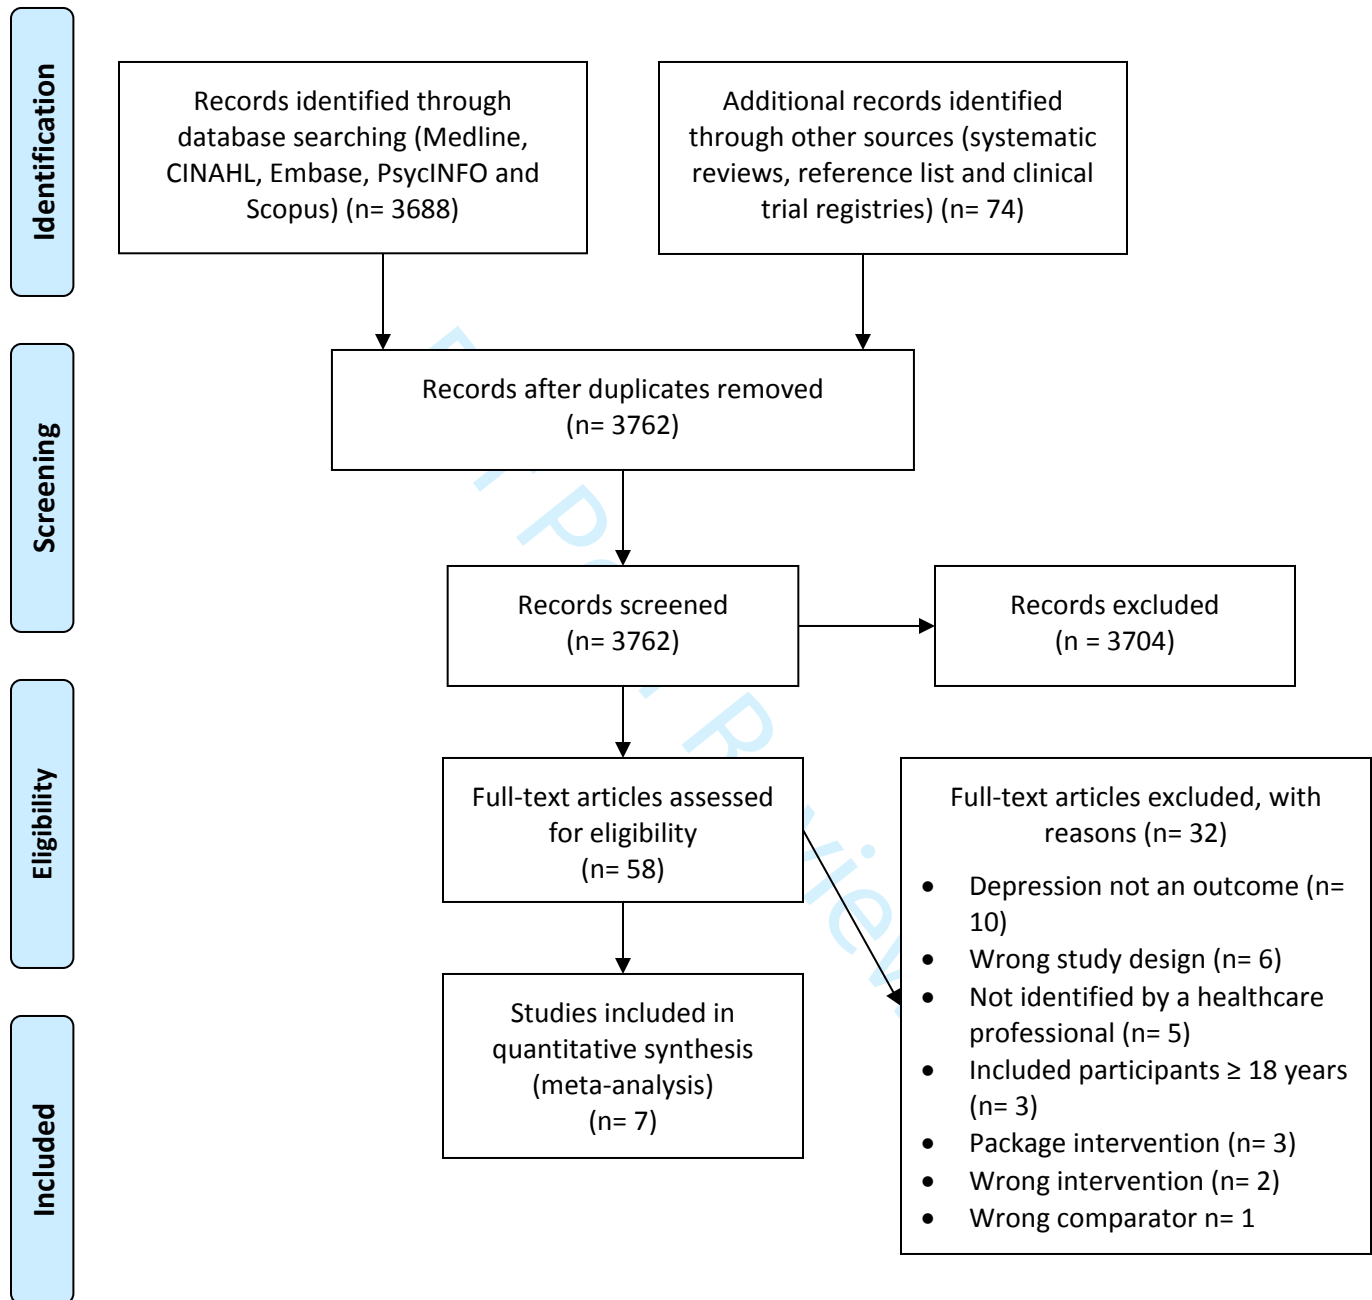 Identification
Records identified through
database searching (Medline,
CINAHL, Embase, PsycINFO and
Scopus) (n= 3688)
Additional records identified
through other sources (systematic
reviews, reference list and clinical
trial registries) (n= 74)
Screening
Records after duplicates removed
(n= 3762)
Records screened
(n= 3762)
Records excluded
(n = 3704)
Eligibility
Full-text articles assessed
for eligibility
(n= 58)
Full-text articles excluded, with
reasons (n= 32)
• Depression not an outcome (n=
10)
• Wrong study design (n= 6)
• Not identified by a healthcare
professional (n= 5)
• Included participants ≥ 18 years
(n= 3)
• Package intervention (n= 3)
• Wrong intervention (n= 2)
• Wrong comparator n= 1
Included
Studies included in
quantitative synthesis
(meta-analysis)
(n= 7)